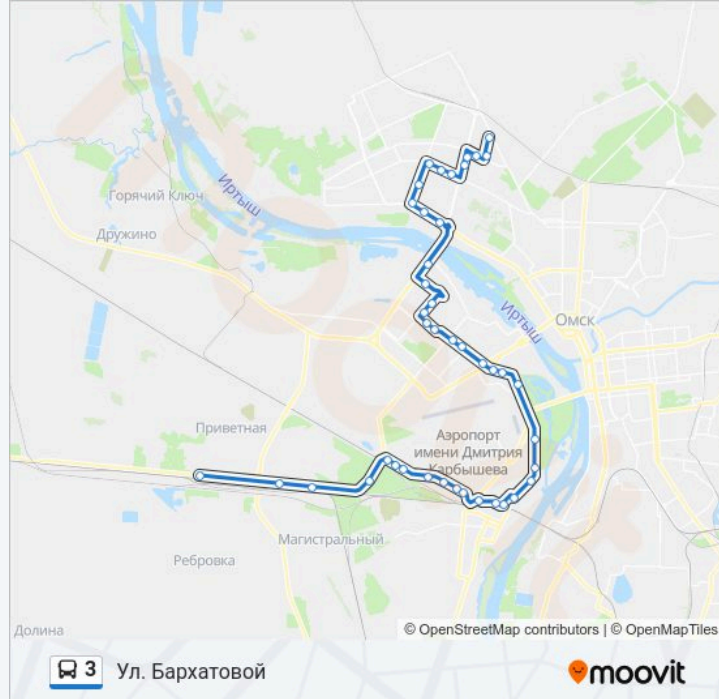 Горячий Ключ
Иртыш
Дружино
Иртыш
Омск
Приветная
Аэропорт
имени Дмитрия
Карбышева
Магистральный
Ребровка
Долина
© OpenStreetMap contributors | © OpenMapTiles
3 Ул. Бархатовой
moovit